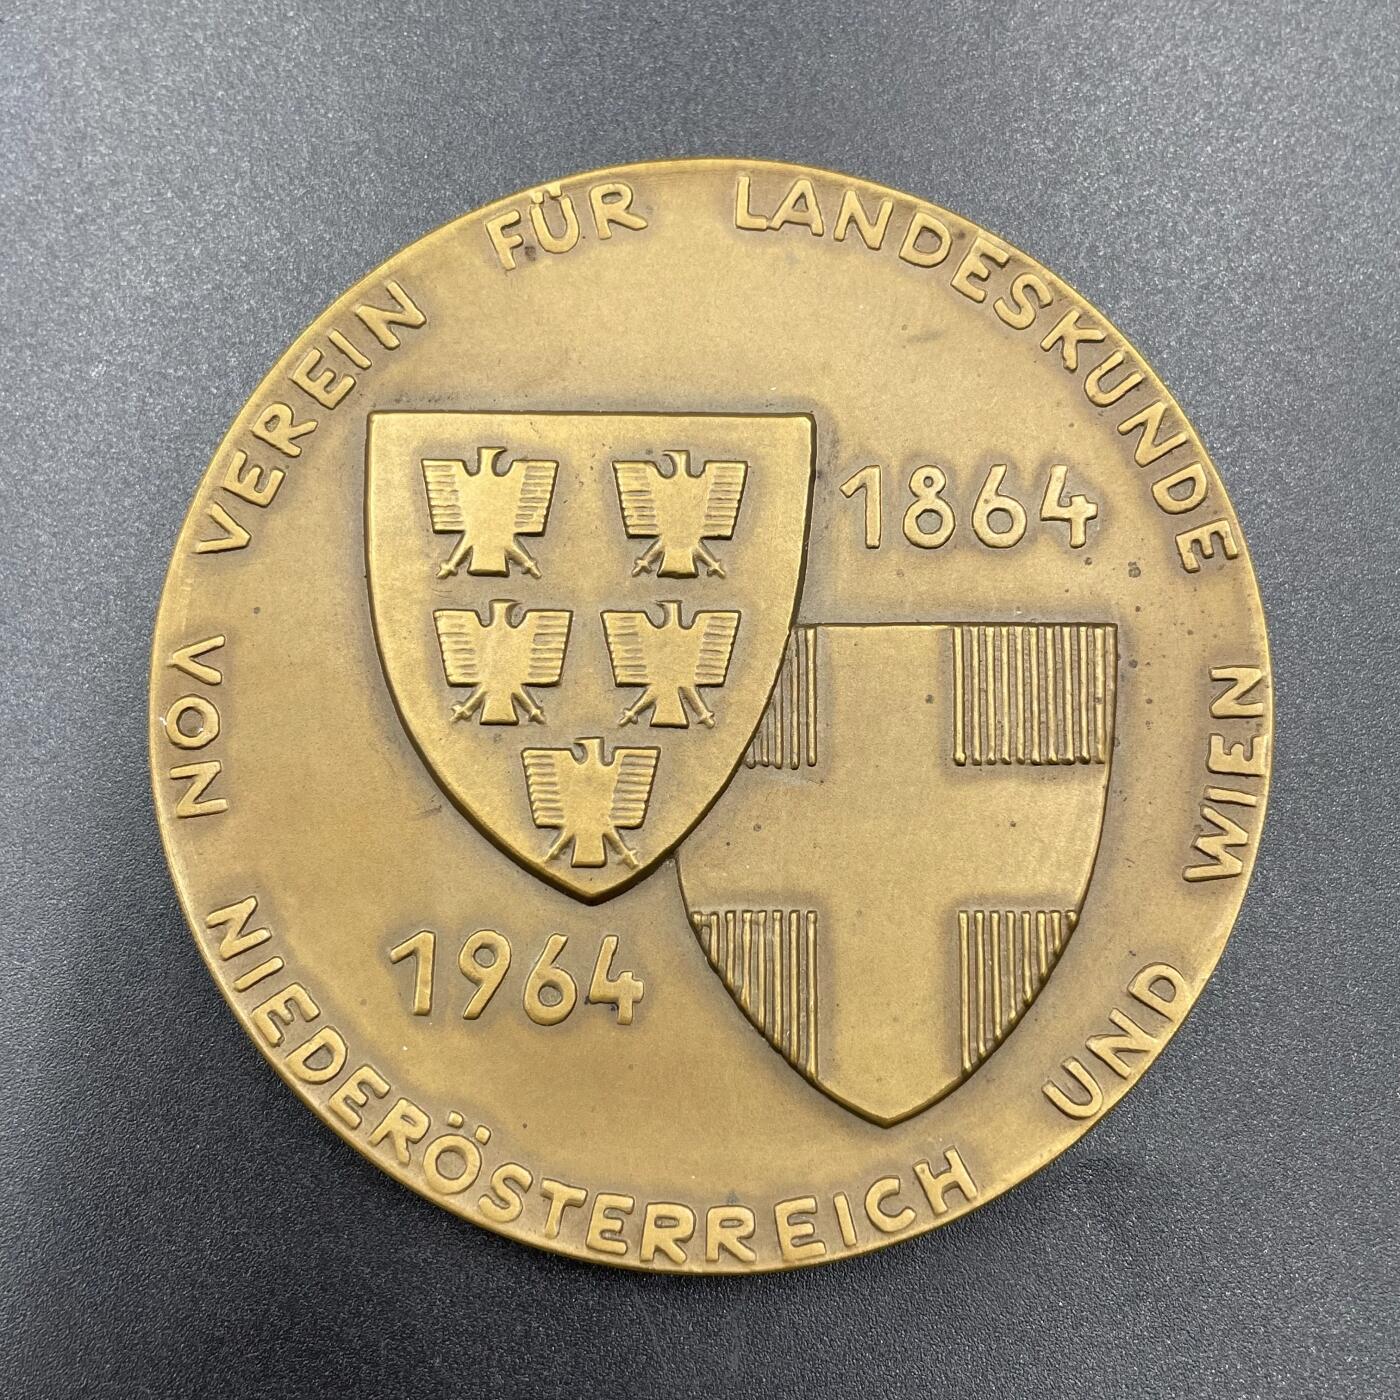 VEREIN FÜR LANDESKUNDE
VON NIEDERÖSTERREICH UND WIEN
1864
1964